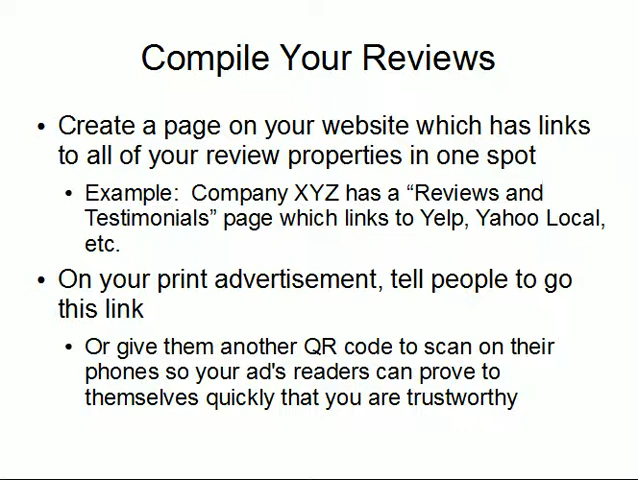 Compile Your Reviews
• Create a page on your website which has links
to all of your review properties in one spot
• Example:  Company XYZ has a “Reviews and
Testimonials” page which links to Yelp, Yahoo Local,
etc.
• On your print advertisement, tell people to go
this link
• Or give them another QR code to scan on their
phones so your ad's readers can prove to
themselves quickly that you are trustworthy